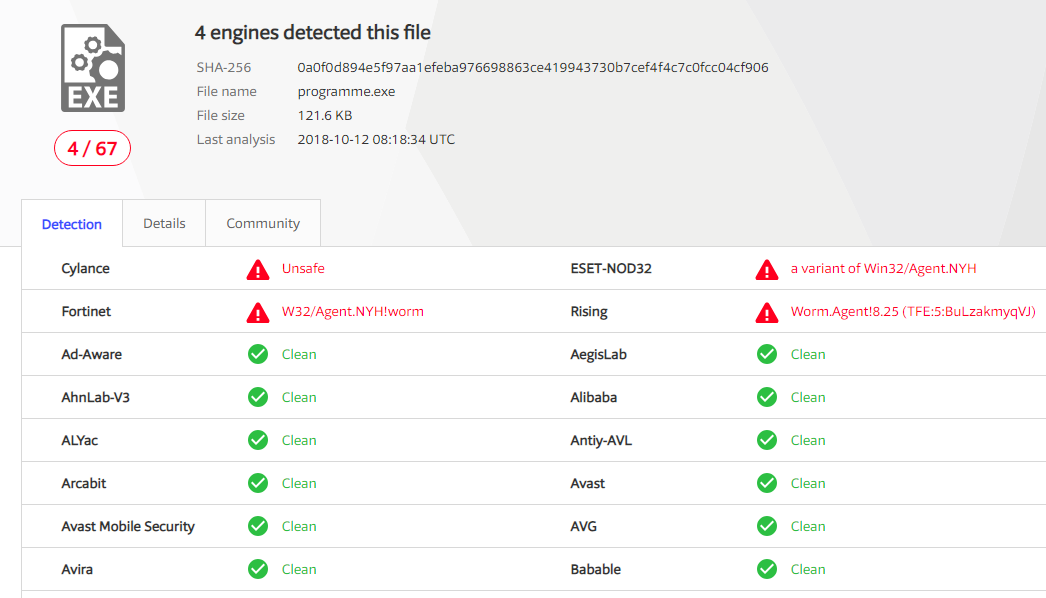 4 engines detected this file
SHA-256 0a0f0d894e5f97aa1efeba976698863ce419943730b7cef4f4c7c0fcc04cf906
File name programme.exe
File size 121.6 KB
Last analysis 2018-10-12 08:18:34 UTC
EXE
4 / 67
Detection Details Community
Cylance Unsafe ESET-NOD32 a variant of Win32/Agent.NYH
Fortinet W32/Agent.NYH!worm Rising Worm.Agent!8.25 (TFE:5:BuLzakmyqVJ)
Ad-Aware Clean AegisLab Clean
AhnLab-V3 Clean Alibaba Clean
ALYac Clean Antiy-AVL Clean
Arcabit Clean Avast Clean
Avast Mobile Security Clean AVG Clean
Avira Clean Babable Clean